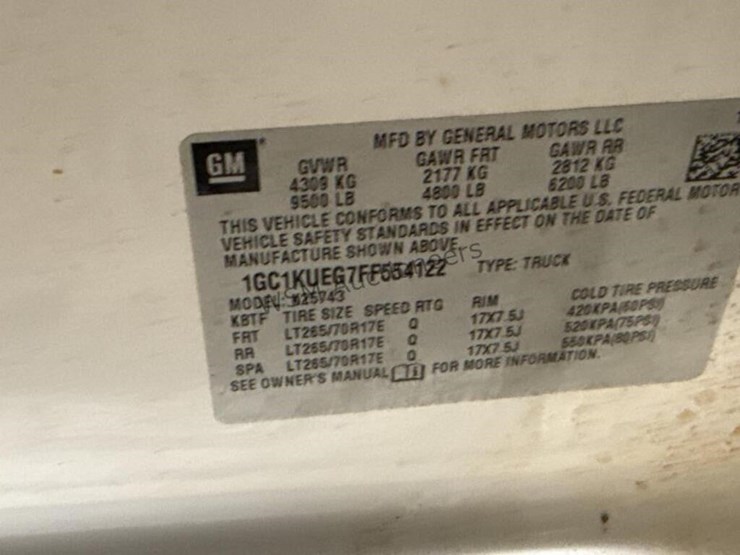 GM
MFD BY GENERAL MOTORS LLC
GVWR GAWR FRT GAWR RR
4309 KG 2177 KG 2812 KG
9500 LB 4800 LB 6200 LB
THIS VEHICLE CONFORMS TO ALL APPLICABLE U.S. FEDERAL MOTOR
VEHICLE SAFETY STANDARDS IN EFFECT ON THE DATE OF
MANUFACTURE SHOWN ABOVE.
1GC1KUEG7FF554122 TYPE: TRUCK
MODEL: K25743
KBTF TIRE SIZE SPEED RTG RIM COLD TIRE PRESSURE
FRT LT265/70R17E Q 17X7.5J 420KPA(60PSI)
RR LT265/70R17E Q 17X7.5J 520KPA(75PSI)
SPA LT265/70R17E Q 17X7.5J 550KPA(80PSI)
SEE OWNER'S MANUAL FOR MORE INFORMATION.